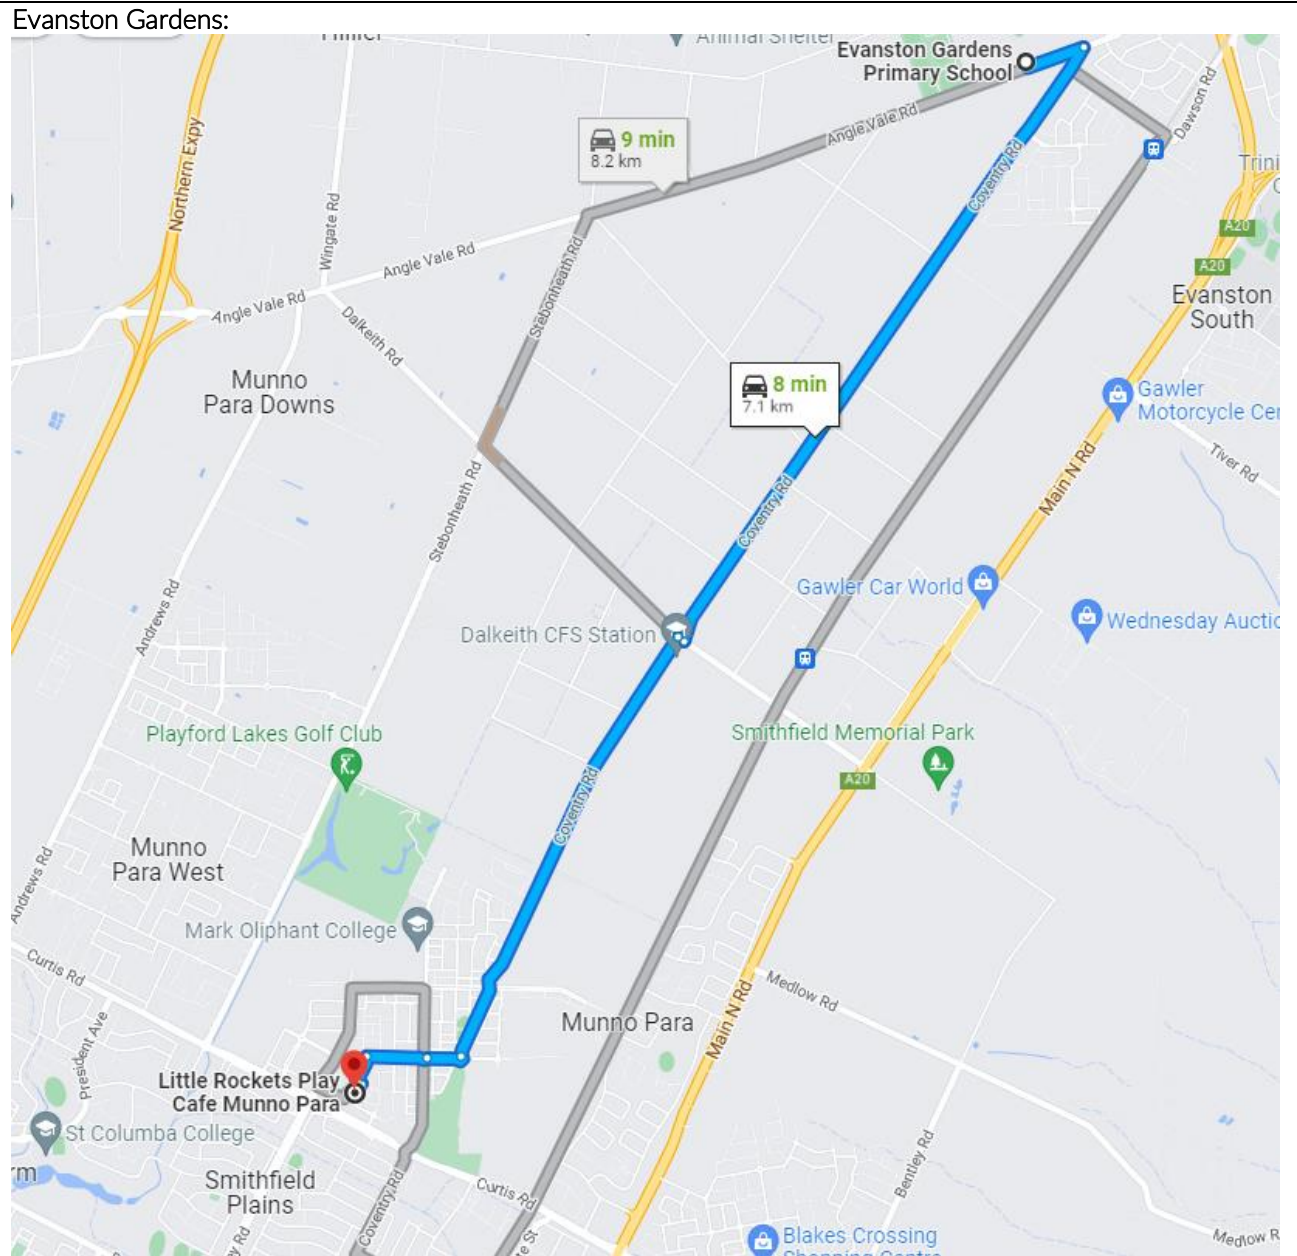 Evanston Gardens:
Animal Shelter
Evanston Gardens
Primary School
Dawson Rd
Northern Expy
9 min
8.2 km
Angle Vale Rd
Coventry Rd
Wingate Rd
A20
Angle Vale Rd
Stebonheath Rd
A20
Angle Vale Rd
Evanston
South
Dalkeith Rd
Munno
Para Downs
8 min
7.1 km
Gawler
Motorcycle Cer
Tiver Rd
Main N Rd
Stebonheath Rd
Coventry Rd
Gawler Car World
Wednesday Auctio
Andrews Rd
Dalkeith CFS Station
Playford Lakes Golf Club
Smithfield Memorial Park
A20
Coventry Rd
Munno
Para West
Andrews Rd
Mark Oliphant College
Curtis Rd
Medlow Rd
Munno Para
Main N Rd
President Ave
Little Rockets Play
Cafe Munno Para
St Columba College
rm
Smithfield
Plains
Curtis Rd
Bentley Rd
Coventry Rd
Blakes Crossing
Medlow R